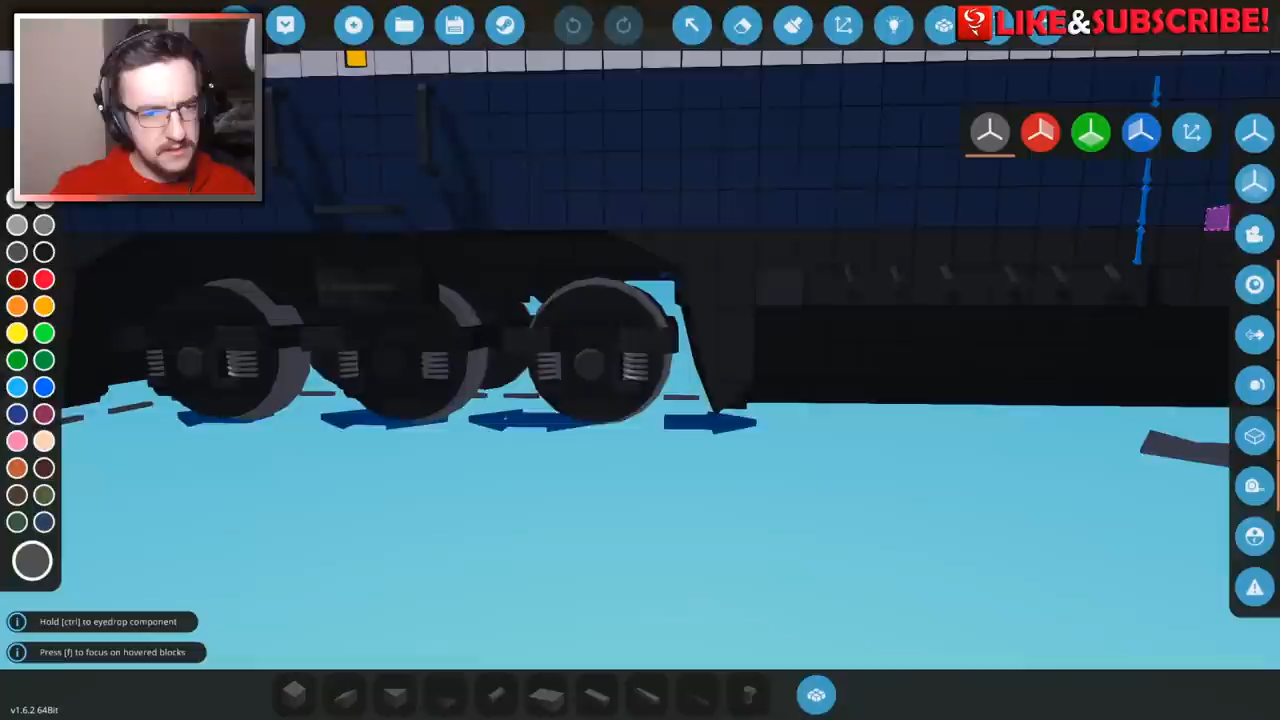 LIKE&SUBSCRIBE!
Hold [ctrl] to eyedrop component
Press [f] to focus on hovered blocks
v1.6.2 64Bit